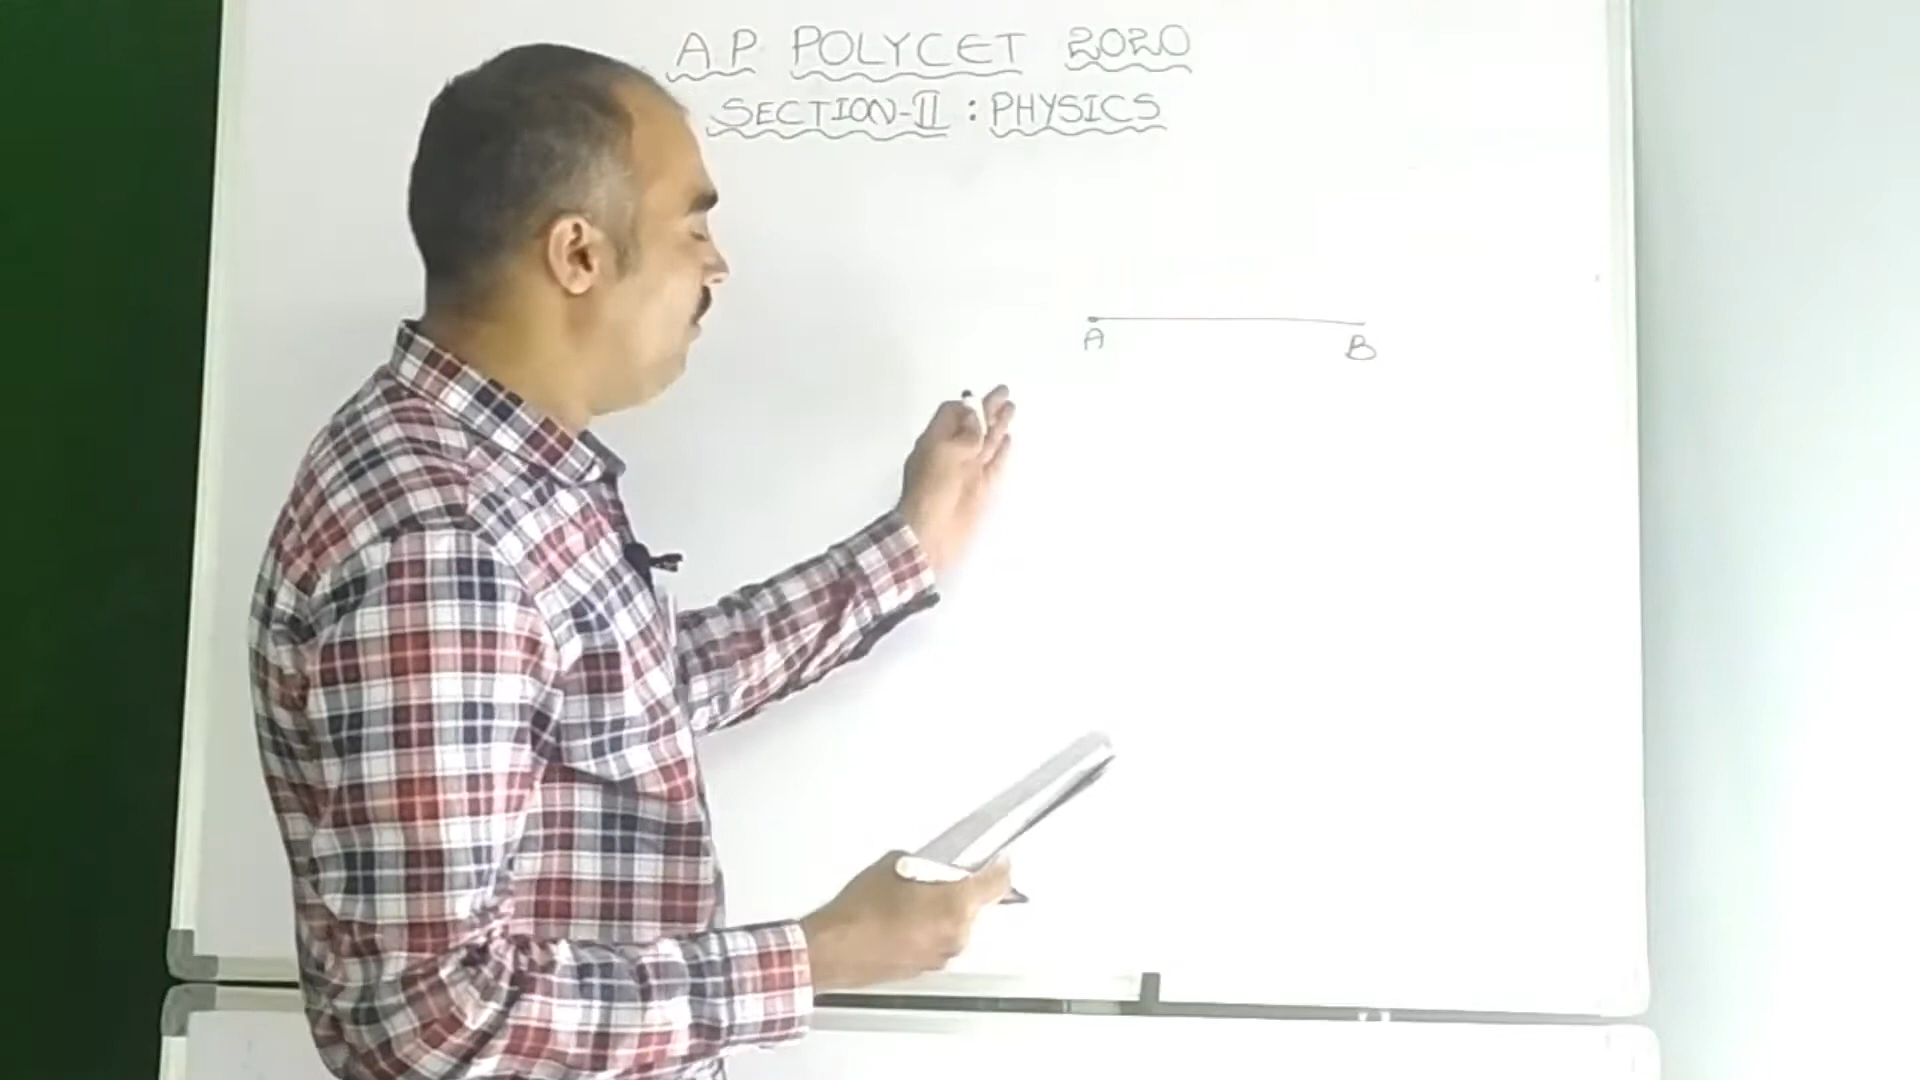 A.P. POLYCET 2020
SECTION-II : PHYSICS
A B